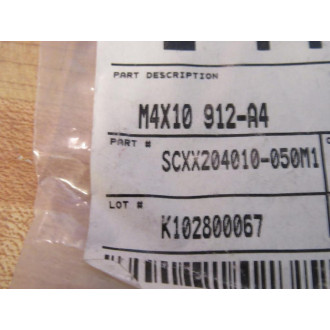 PART DESCRIPTION
M4X10 912-A4
PART #
SCXX204010-050M1
LOT #
K102800067